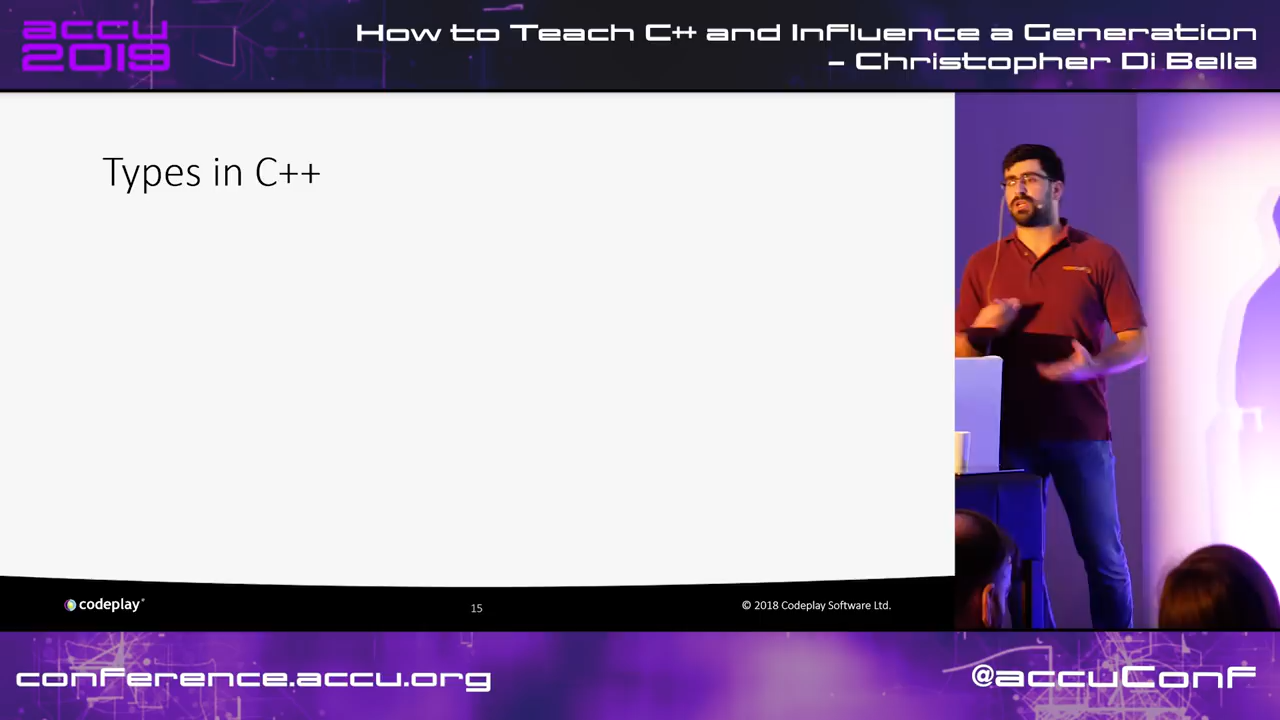 accu
2019
How to Teach C++ and Influence a Generation
– Christopher Di Bella
Types in C++
codeplay
15
© 2018 Codeplay Software Ltd.
conference.accu.org
@accuConf